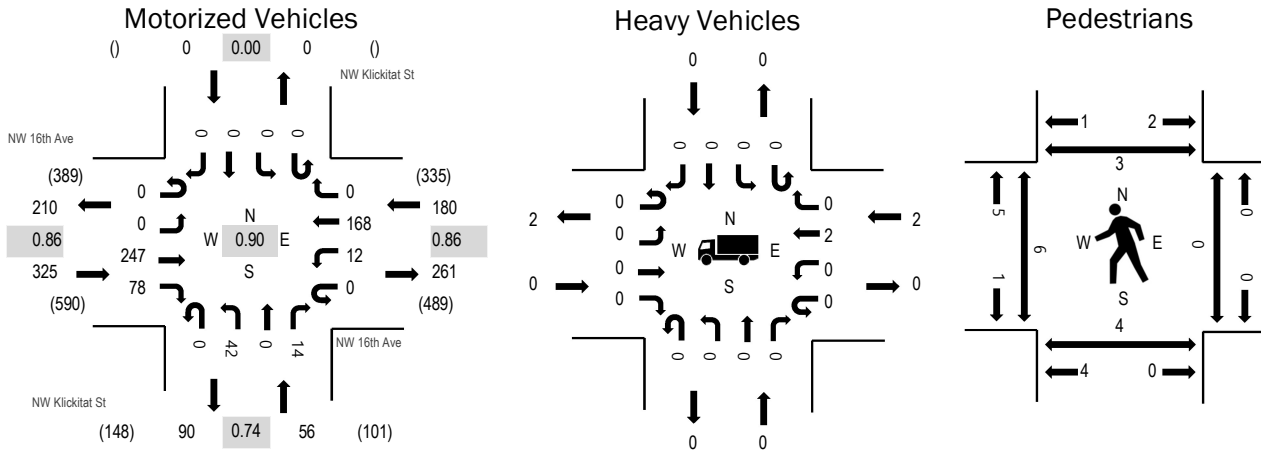 Motorized Vehicles
Heavy Vehicles
Pedestrians
() 0 0.00 0 ()
NW Klickitat St
NW 16th Ave
0 0 0 0
(389) 0 0 (335)
210 0 N 168 180
0.86 W 0.90 E 0.86
325 247 S 12 261
(590) 78 0 (489)
0 42 0 14
NW 16th Ave
NW Klickitat St
(148) 90 0.74 56 (101)
0 0
0 0 0 0
0 0
2 0 N 2 2
W E
0 0 S 0 0
0 0
0 0 0 0
0 0
1 2
3
5 N 0
6 W E 0
1 S 0
4
4 0